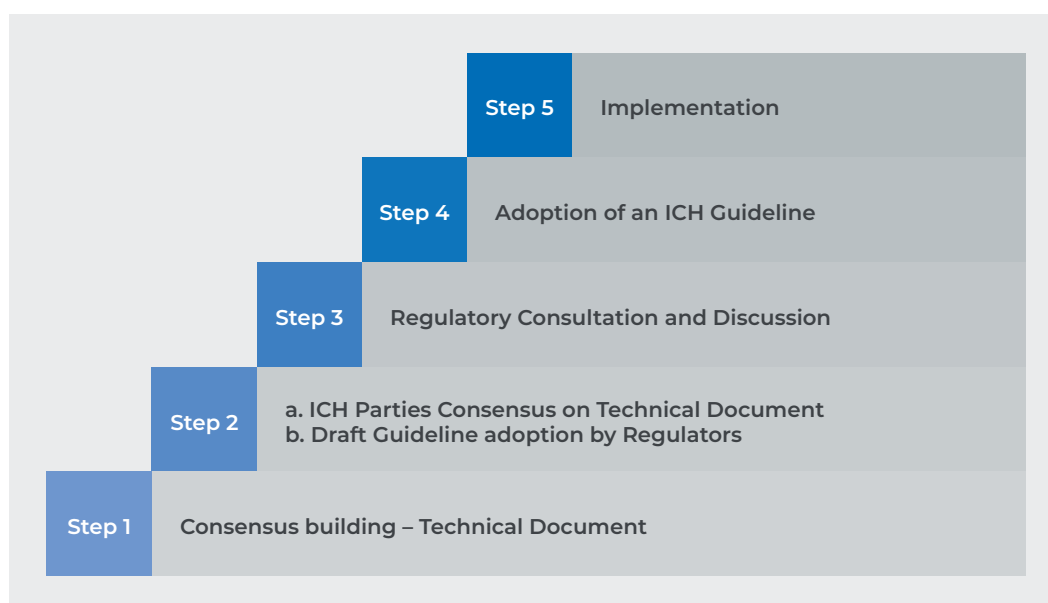 Step 5 Implementation
Step 4 Adoption of an ICH Guideline
Step 3 Regulatory Consultation and Discussion
Step 2 a. ICH Parties Consensus on Technical Document
b. Draft Guideline adoption by Regulators
Step 1 Consensus building – Technical Document